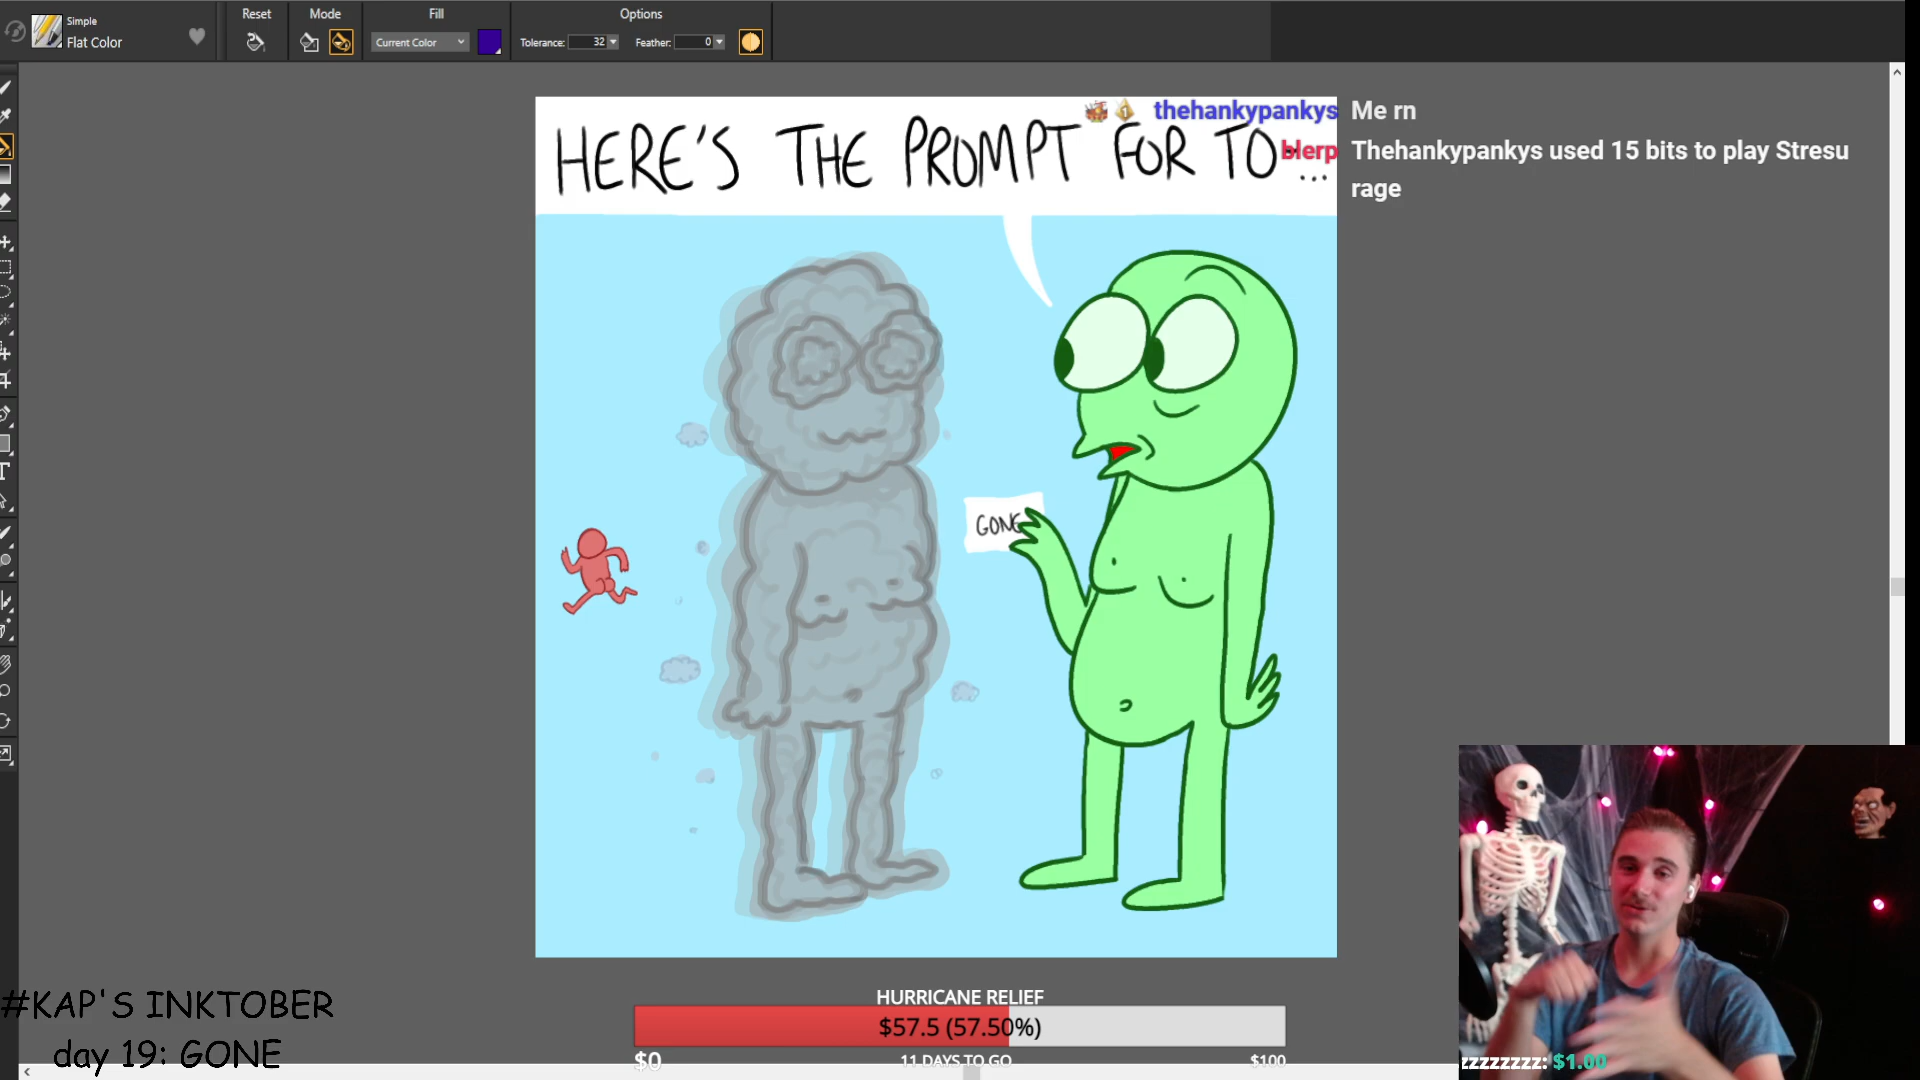 Simple
Flat Color
Reset
Mode
Fill
Options
Current Color
Tolerance: 32
Feather: 0
HERE'S THE PROMPT FOR TO...
thehankypankys Me rn
blerp Thehankypankys used 15 bits to play Stresu
rage
GONE
#KAP'S INKTOBER
day 19: GONE
HURRICANE RELIEF
$57.5 (57.50%)
$0
11 DAYS TO GO
$100
zzzzzzzz: $1.00